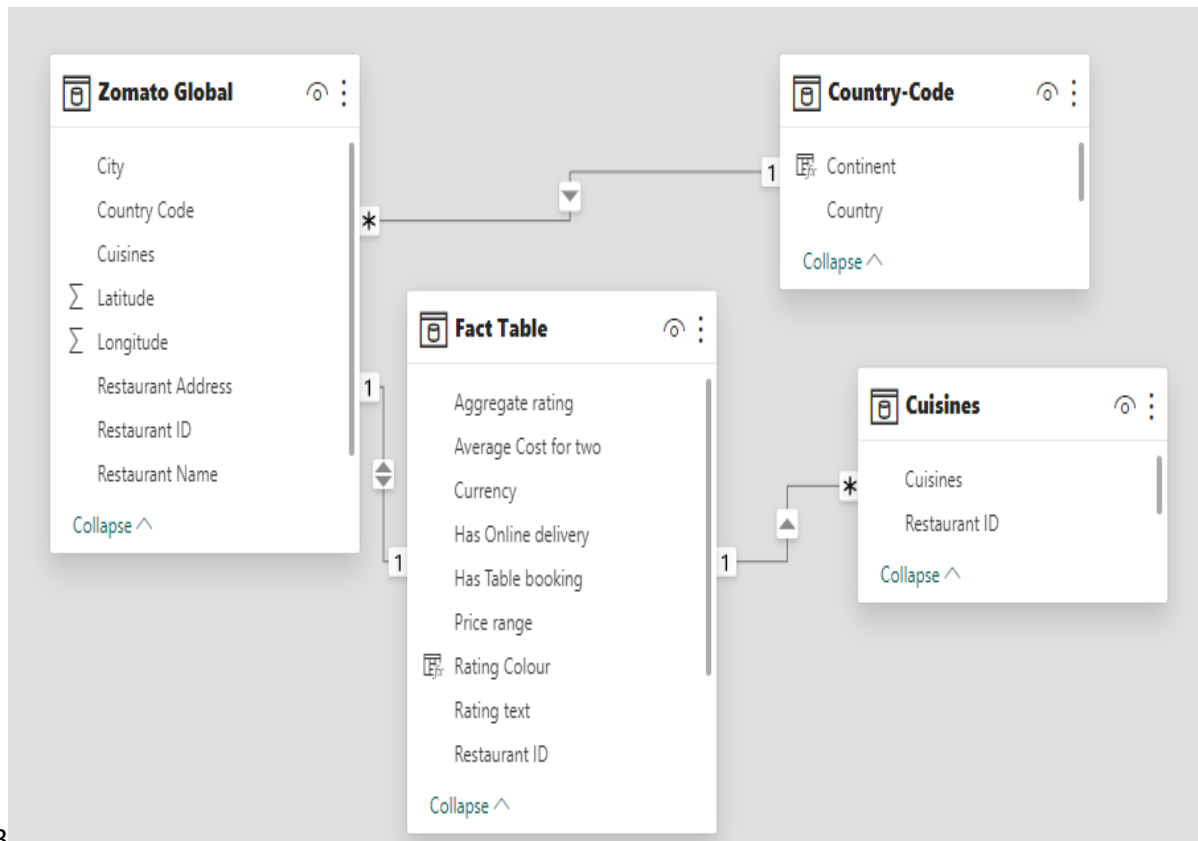 Zomato Global
City
Country Code
Cuisines
Latitude
Longitude
Restaurant Address
Restaurant ID
Restaurant Name
Collapse
Country-Code
Continent
Country
Collapse
1
*
Fact Table
Aggregate rating
Average Cost for two
Currency
Has Online delivery
Has Table booking
Price range
Rating Colour
Rating text
Restaurant ID
Collapse
1
1
1
*
Cuisines
Cuisines
Restaurant ID
Collapse